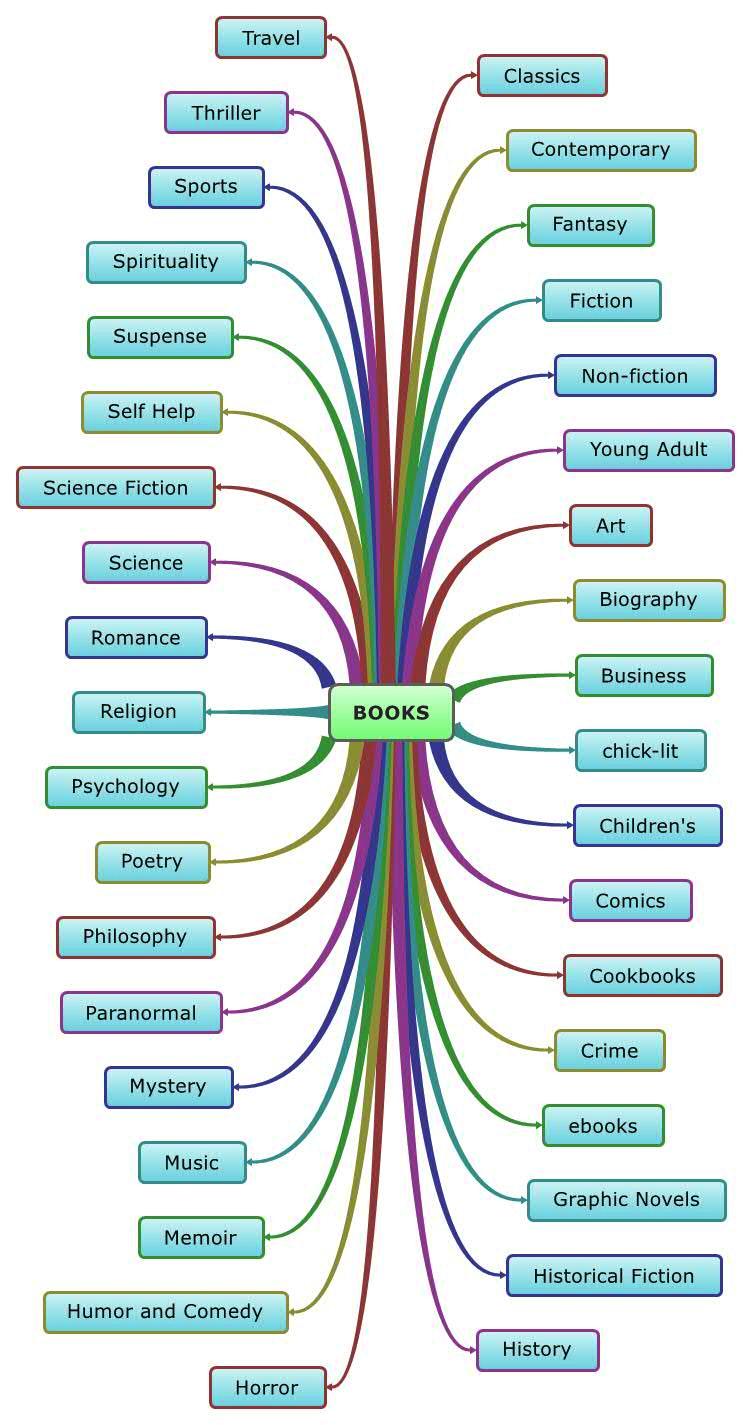 Travel
Classics
Thriller
Contemporary
Sports
Fantasy
Spirituality
Fiction
Suspense
Non-fiction
Self Help
Young Adult
Science Fiction
Art
Science
Biography
Romance
Business
Religion
BOOKS
chick-lit
Psychology
Children's
Poetry
Comics
Philosophy
Cookbooks
Paranormal
Crime
Mystery
ebooks
Music
Graphic Novels
Memoir
Historical Fiction
Humor and Comedy
History
Horror